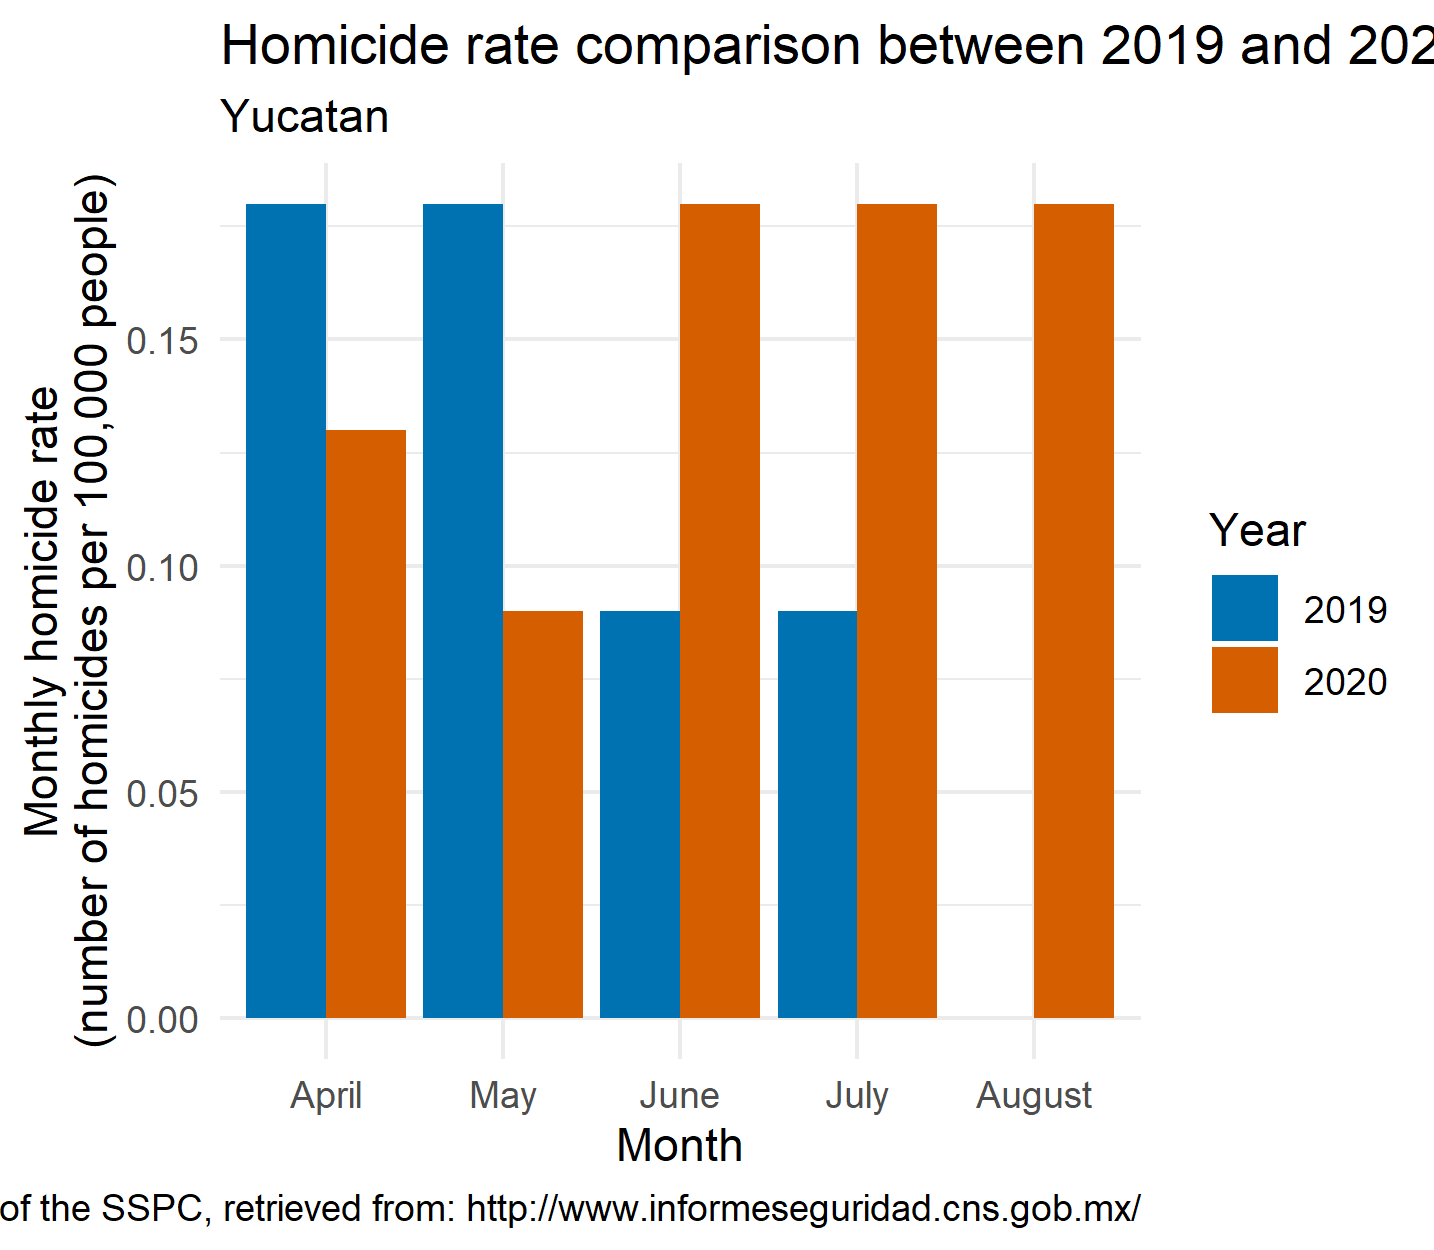 Homicide rate comparison between 2019 and 202
Yucatan
Monthly homicide rate
(number of homicides per 100,000 people)
0.15
0.10
0.05
0.00
April May June July August
Month
Year
2019
2020
of the SSPC, retrieved from: http://www.informeseguridad.cns.gob.mx/